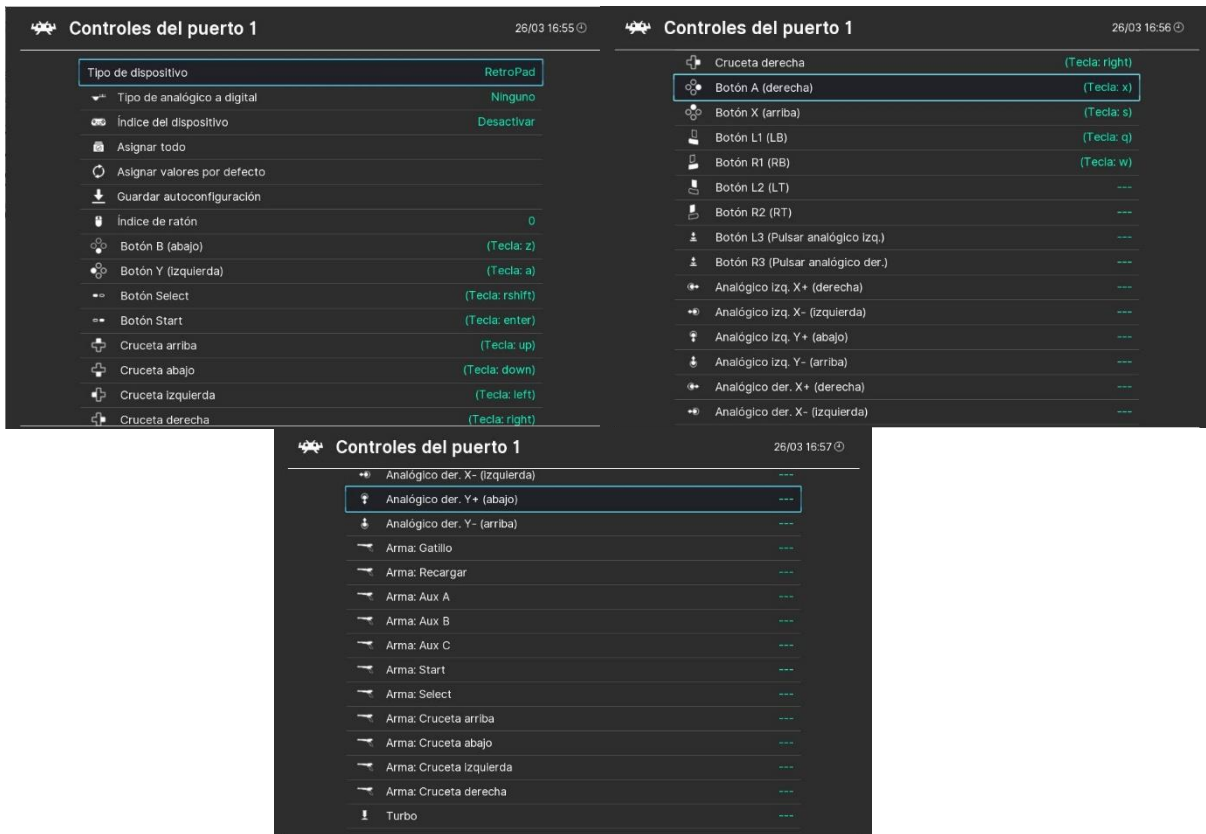 Controles del puerto 1 26/03 16:55
Tipo de dispositivo RetroPad
Tipo de analógico a digital Ninguno
Índice del dispositivo Desactivar
Asignar todo
Asignar valores por defecto
Guardar autoconfiguración
Índice de ratón 0
Botón B (abajo) (Tecla: z)
Botón Y (izquierda) (Tecla: a)
Botón Select (Tecla: rshift)
Botón Start (Tecla: enter)
Cruceta arriba (Tecla: up)
Cruceta abajo (Tecla: down)
Cruceta izquierda (Tecla: left)
Cruceta derecha (Tecla: right)
Controles del puerto 1 26/03 16:56
Cruceta derecha (Tecla: right)
Botón A (derecha) (Tecla: x)
Botón X (arriba) (Tecla: s)
Botón L1 (LB) (Tecla: q)
Botón R1 (RB) (Tecla: w)
Botón L2 (LT) ---
Botón R2 (RT) ---
Botón L3 (Pulsar analógico izq.) ---
Botón R3 (Pulsar analógico der.) ---
Analógico izq. X+ (derecha) ---
Analógico izq. X- (izquierda) ---
Analógico izq. Y+ (abajo) ---
Analógico izq. Y- (arriba) ---
Analógico der. X+ (derecha) ---
Analógico der. X- (izquierda) ---
Controles del puerto 1 26/03 16:57
Analógico der. X- (izquierda) ---
Analógico der. Y+ (abajo) ---
Analógico der. Y- (arriba) ---
Arma: Gatillo ---
Arma: Recargar ---
Arma: Aux A ---
Arma: Aux B ---
Arma: Aux C ---
Arma: Start ---
Arma: Select ---
Arma: Cruceta arriba ---
Arma: Cruceta abajo ---
Arma: Cruceta izquierda ---
Arma: Cruceta derecha ---
Turbo ---